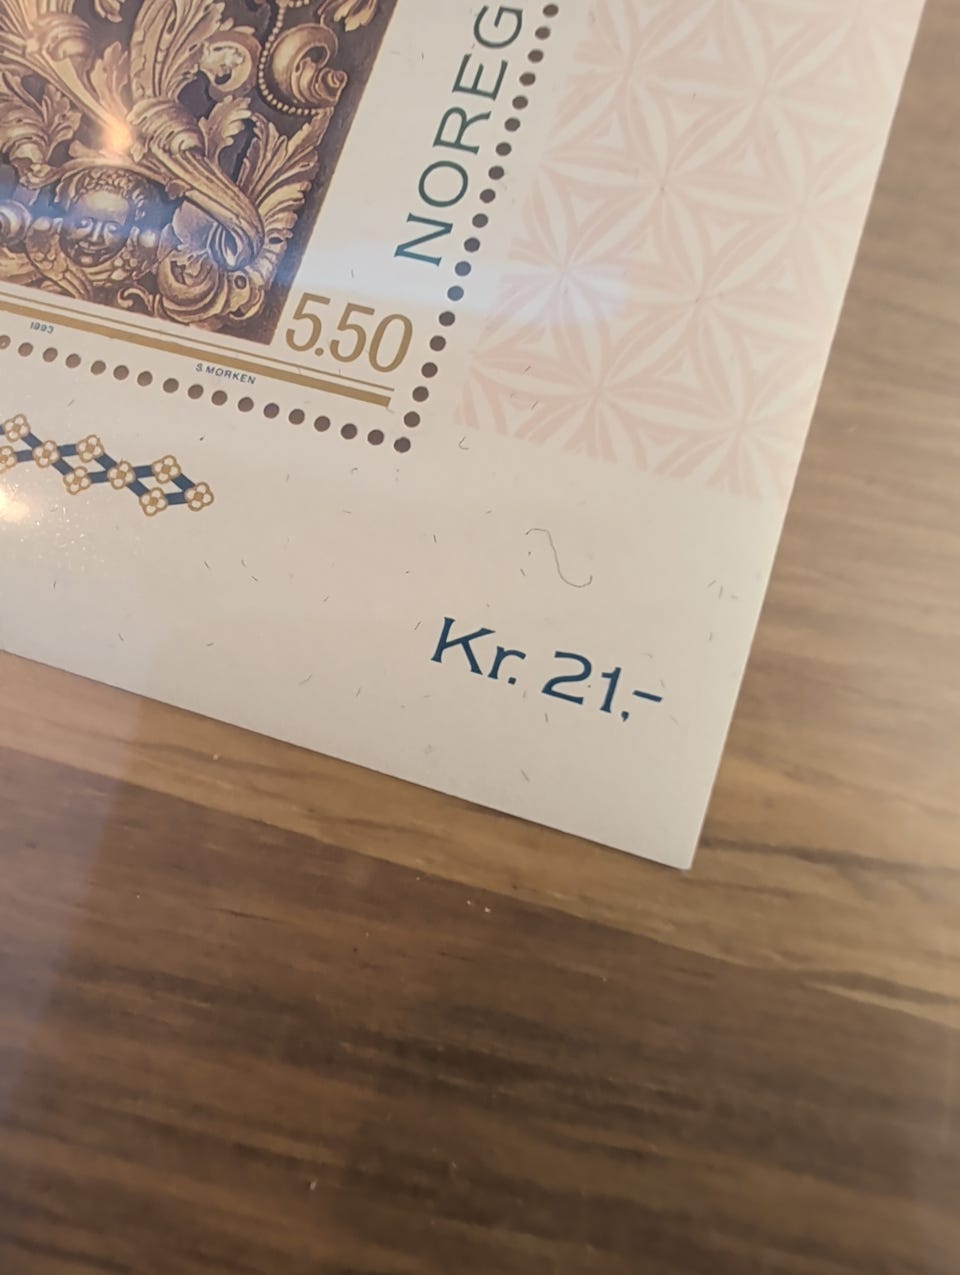 NOREG
5.50
1993
S. MORKEN
Kr. 21,-